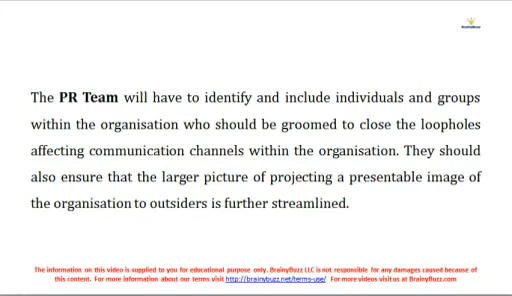 BrainyBuzz
The PR Team will have to identify and include individuals and groups
within the organisation who should be groomed to close the loopholes
affecting communication channels within the organisation. They should
also ensure that the larger picture of projecting a presentable image of
the organisation to outsiders is further streamlined.
The information on this video is supplied to you for educational purpose only. BrainyBuzz LLC is not responsible for any damages caused because of
this content. For more information about our terms visit http://brainybuzz.net/terms-use/ For more videos visit us at BrainyBuzz.com